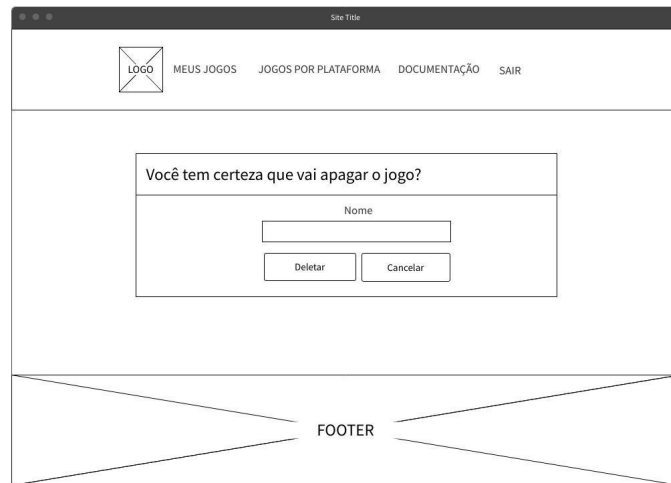 Site Title
LOGO MEUS JOGOS JOGOS POR PLATAFORMA DOCUMENTAÇÃO SAIR
Você tem certeza que vai apagar o jogo?
Nome
Deletar Cancelar
FOOTER